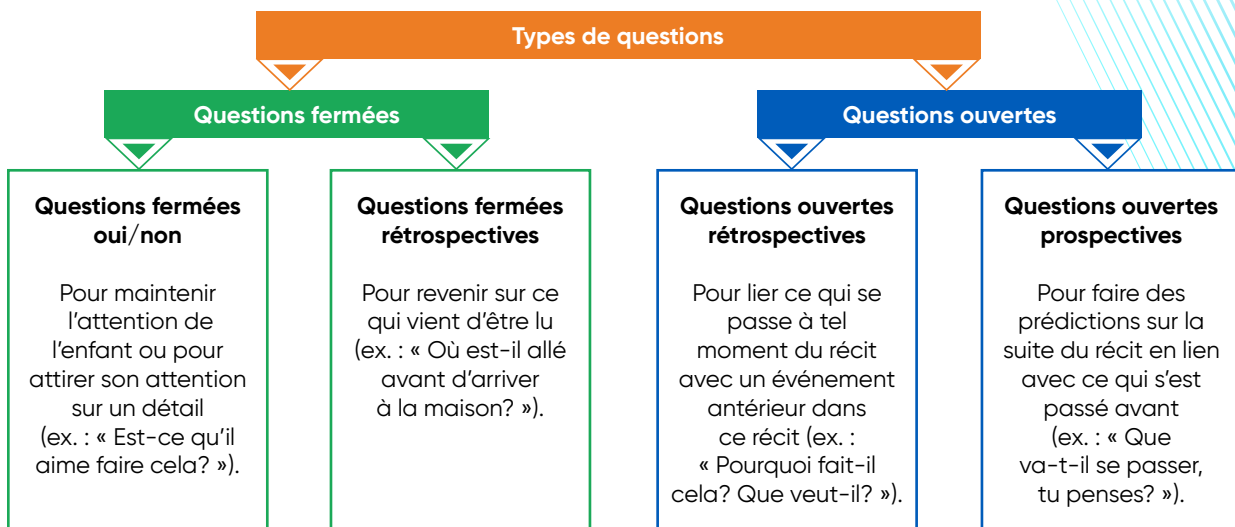 Types de questions
Questions fermées
Questions ouvertes
Questions fermées
oui/non
Pour maintenir
l'attention de
l'enfant ou pour
attirer son attention
sur un détail
(ex. : « Est-ce qu'il
aime faire cela? »).
Questions fermées
rétrospectives
Pour revenir sur ce
qui vient d'être lu
(ex. : « Où est-il allé
avant d'arriver
à la maison? »).
Questions ouvertes
rétrospectives
Pour lier ce qui se
passe à tel
moment du récit
avec un événement
antérieur dans
ce récit (ex. :
« Pourquoi fait-il
cela? Que veut-il? »).
Questions ouvertes
prospectives
Pour faire des
prédictions sur la
suite du récit en lien
avec ce qui s'est
passé avant
(ex. : « Que
va-t-il se passer,
tu penses? »).